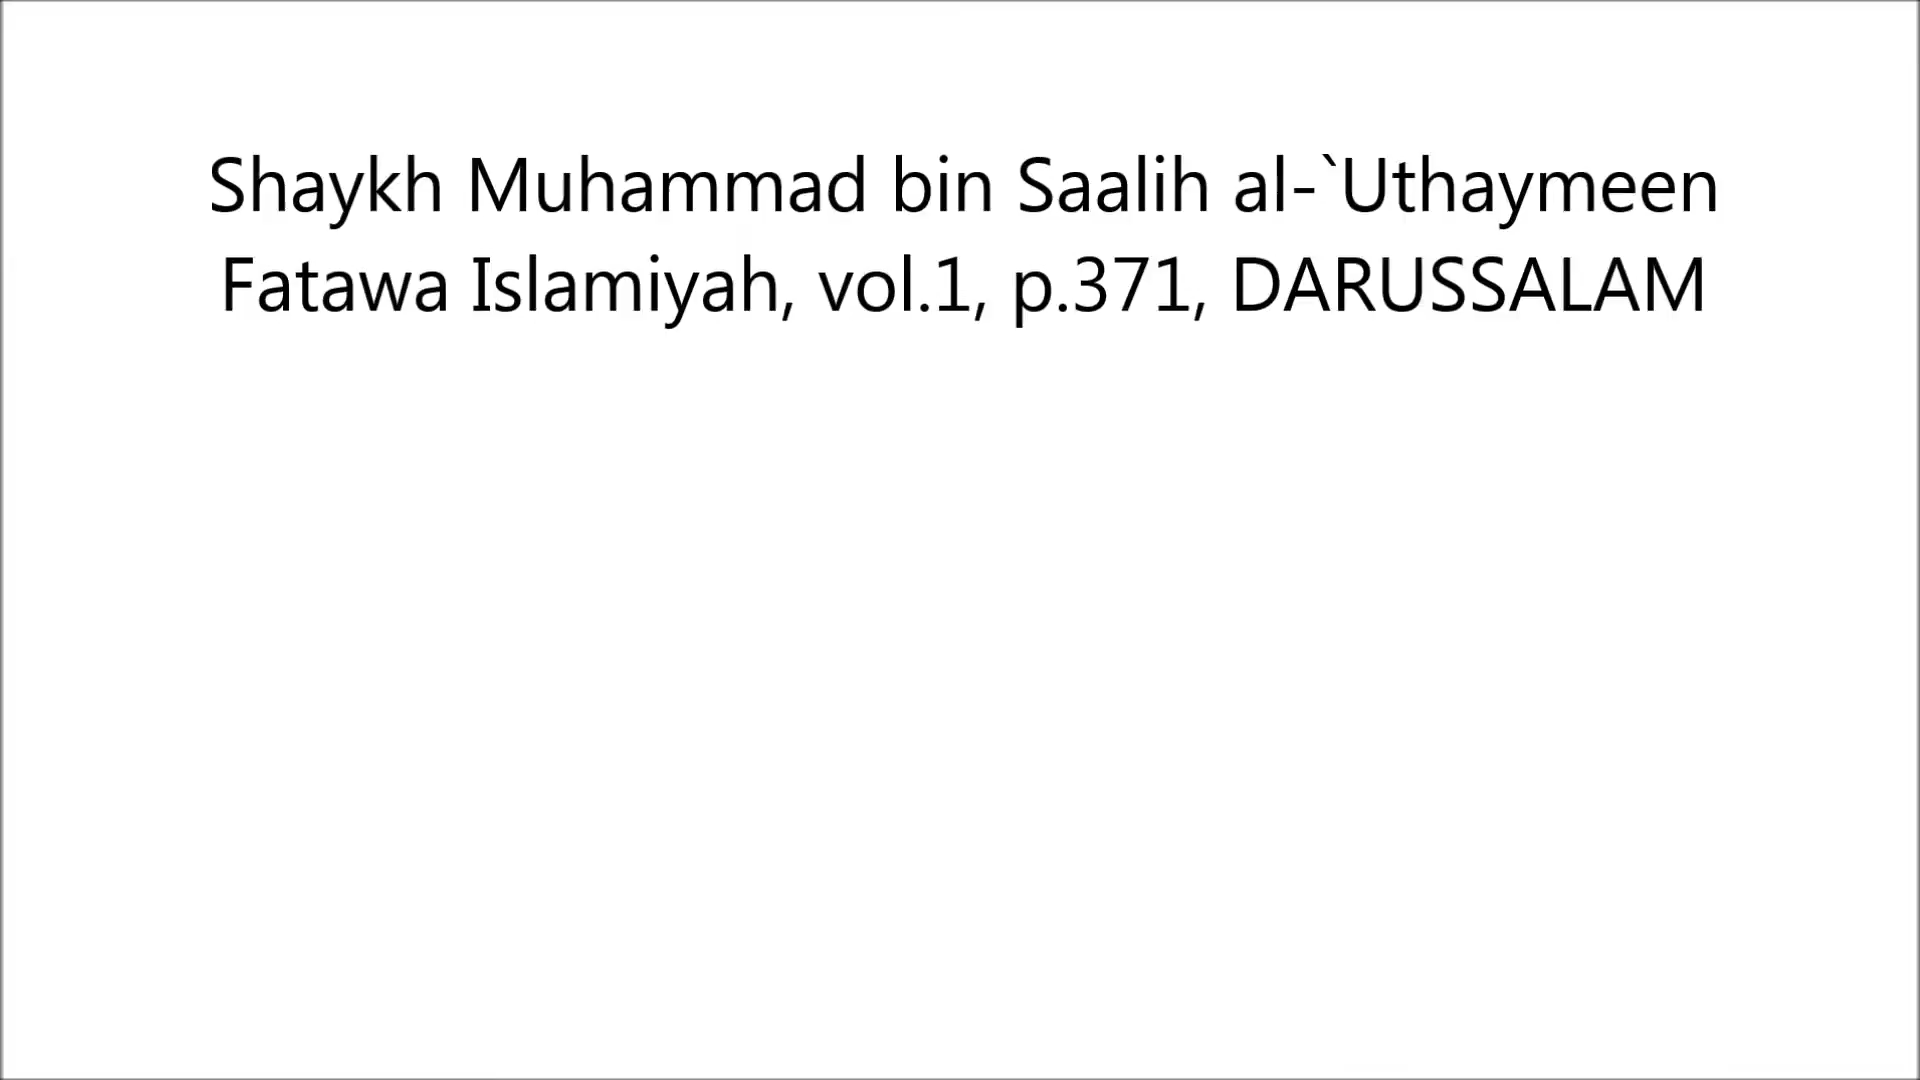 Shaykh Muhammad bin Saalih al-`Uthaymeen
Fatawa Islamiyah, vol.1, p.371, DARUSSALAM